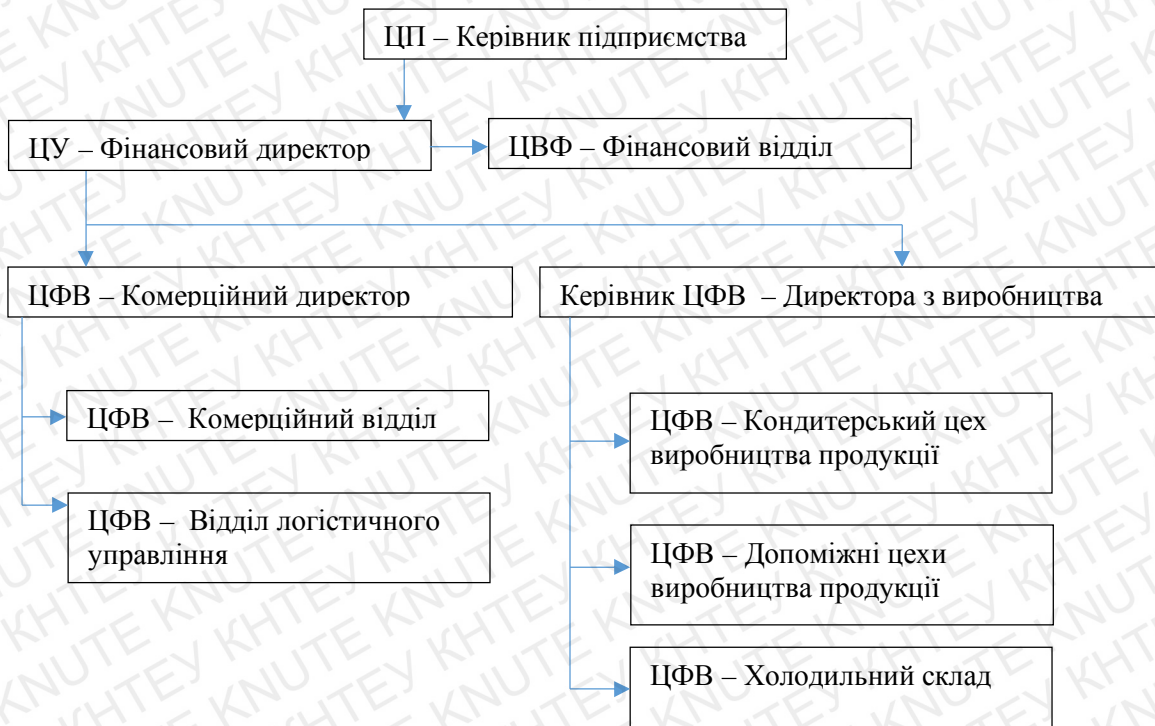 ЦП – Керівник підприємства
ЦУ – Фінансовий директор
ЦВФ – Фінансовий відділ
ЦФВ – Комерційний директор
Керівник ЦФВ – Директора з виробництва
ЦФВ – Комерційний відділ
ЦФВ – Відділ логістичного
управління
ЦФВ – Кондитерський цех
виробництва продукції
ЦФВ – Допоміжні цехи
виробництва продукції
ЦФВ – Холодильний склад